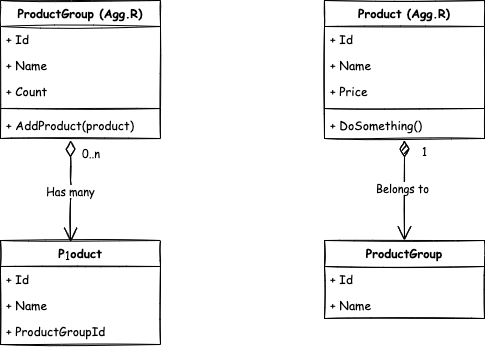 ProductGroup (Agg.R)
+ Id
+ Name
+ Count
+ AddProduct(product)
0..n
Has many
P1oduct
+ Id
+ Name
+ ProductGroupId
Product (Agg.R)
+ Id
+ Name
+ Price
+ DoSomething()
1
Belongs to
ProductGroup
+ Id
+ Name